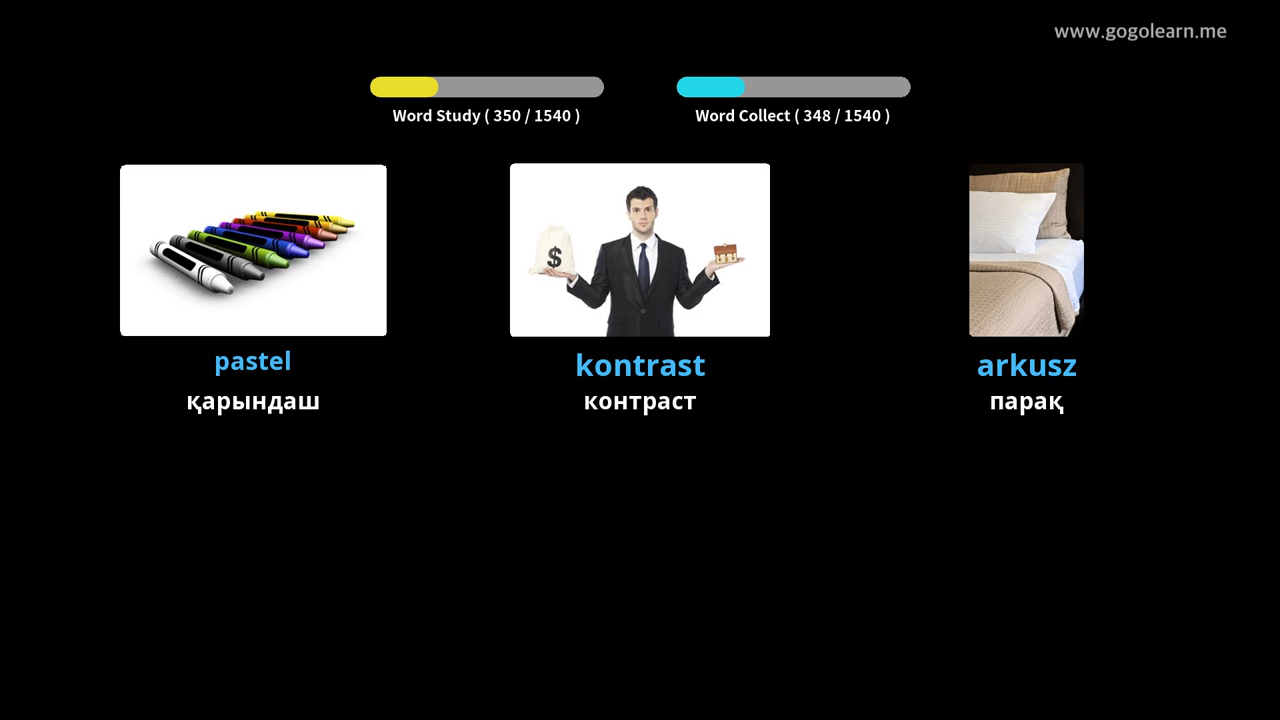 www.gogolearn.me
Word Study ( 350 / 1540 )
Word Collect ( 348 / 1540 )
$
pastel
қарындаш
kontrast
контраст
arkusz
парақ